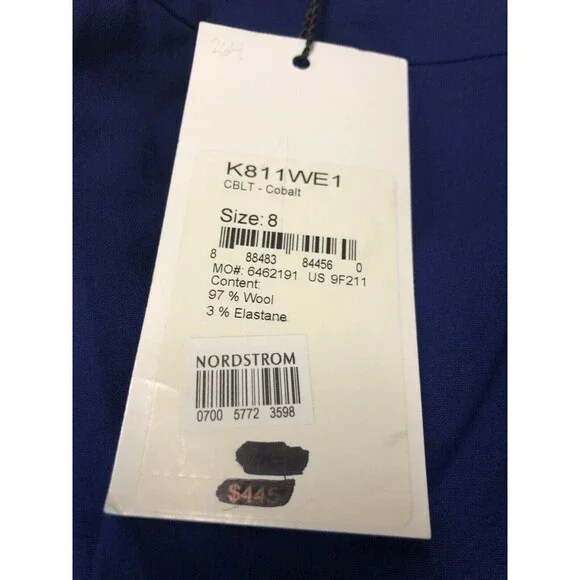 264
K811WE1
CBLT - Cobalt
Size: 8
8 88483 84456 0
MO#: 6462191 US 9F211
Content:
97 % Wool
3 % Elastane
NORDSTROM
0700 5772 3598
$445